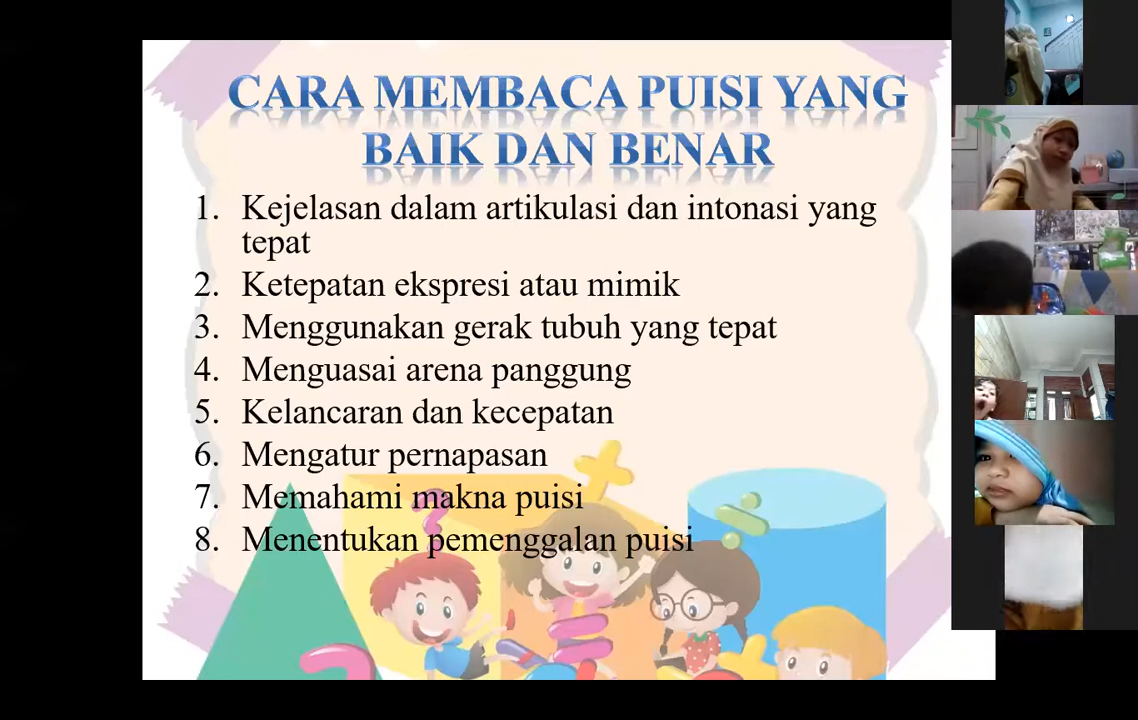 CARA MEMBACA PUISI YANG
BAIK DAN BENAR
1. Kejelasan dalam artikulasi dan intonasi yang
tepat
2. Ketepatan ekspresi atau mimik
3. Menggunakan gerak tubuh yang tepat
4. Menguasai arena panggung
5. Kelancaran dan kecepatan
6. Mengatur pernapasan
7. Memahami makna puisi
8. Menentukan pemenggalan puisi